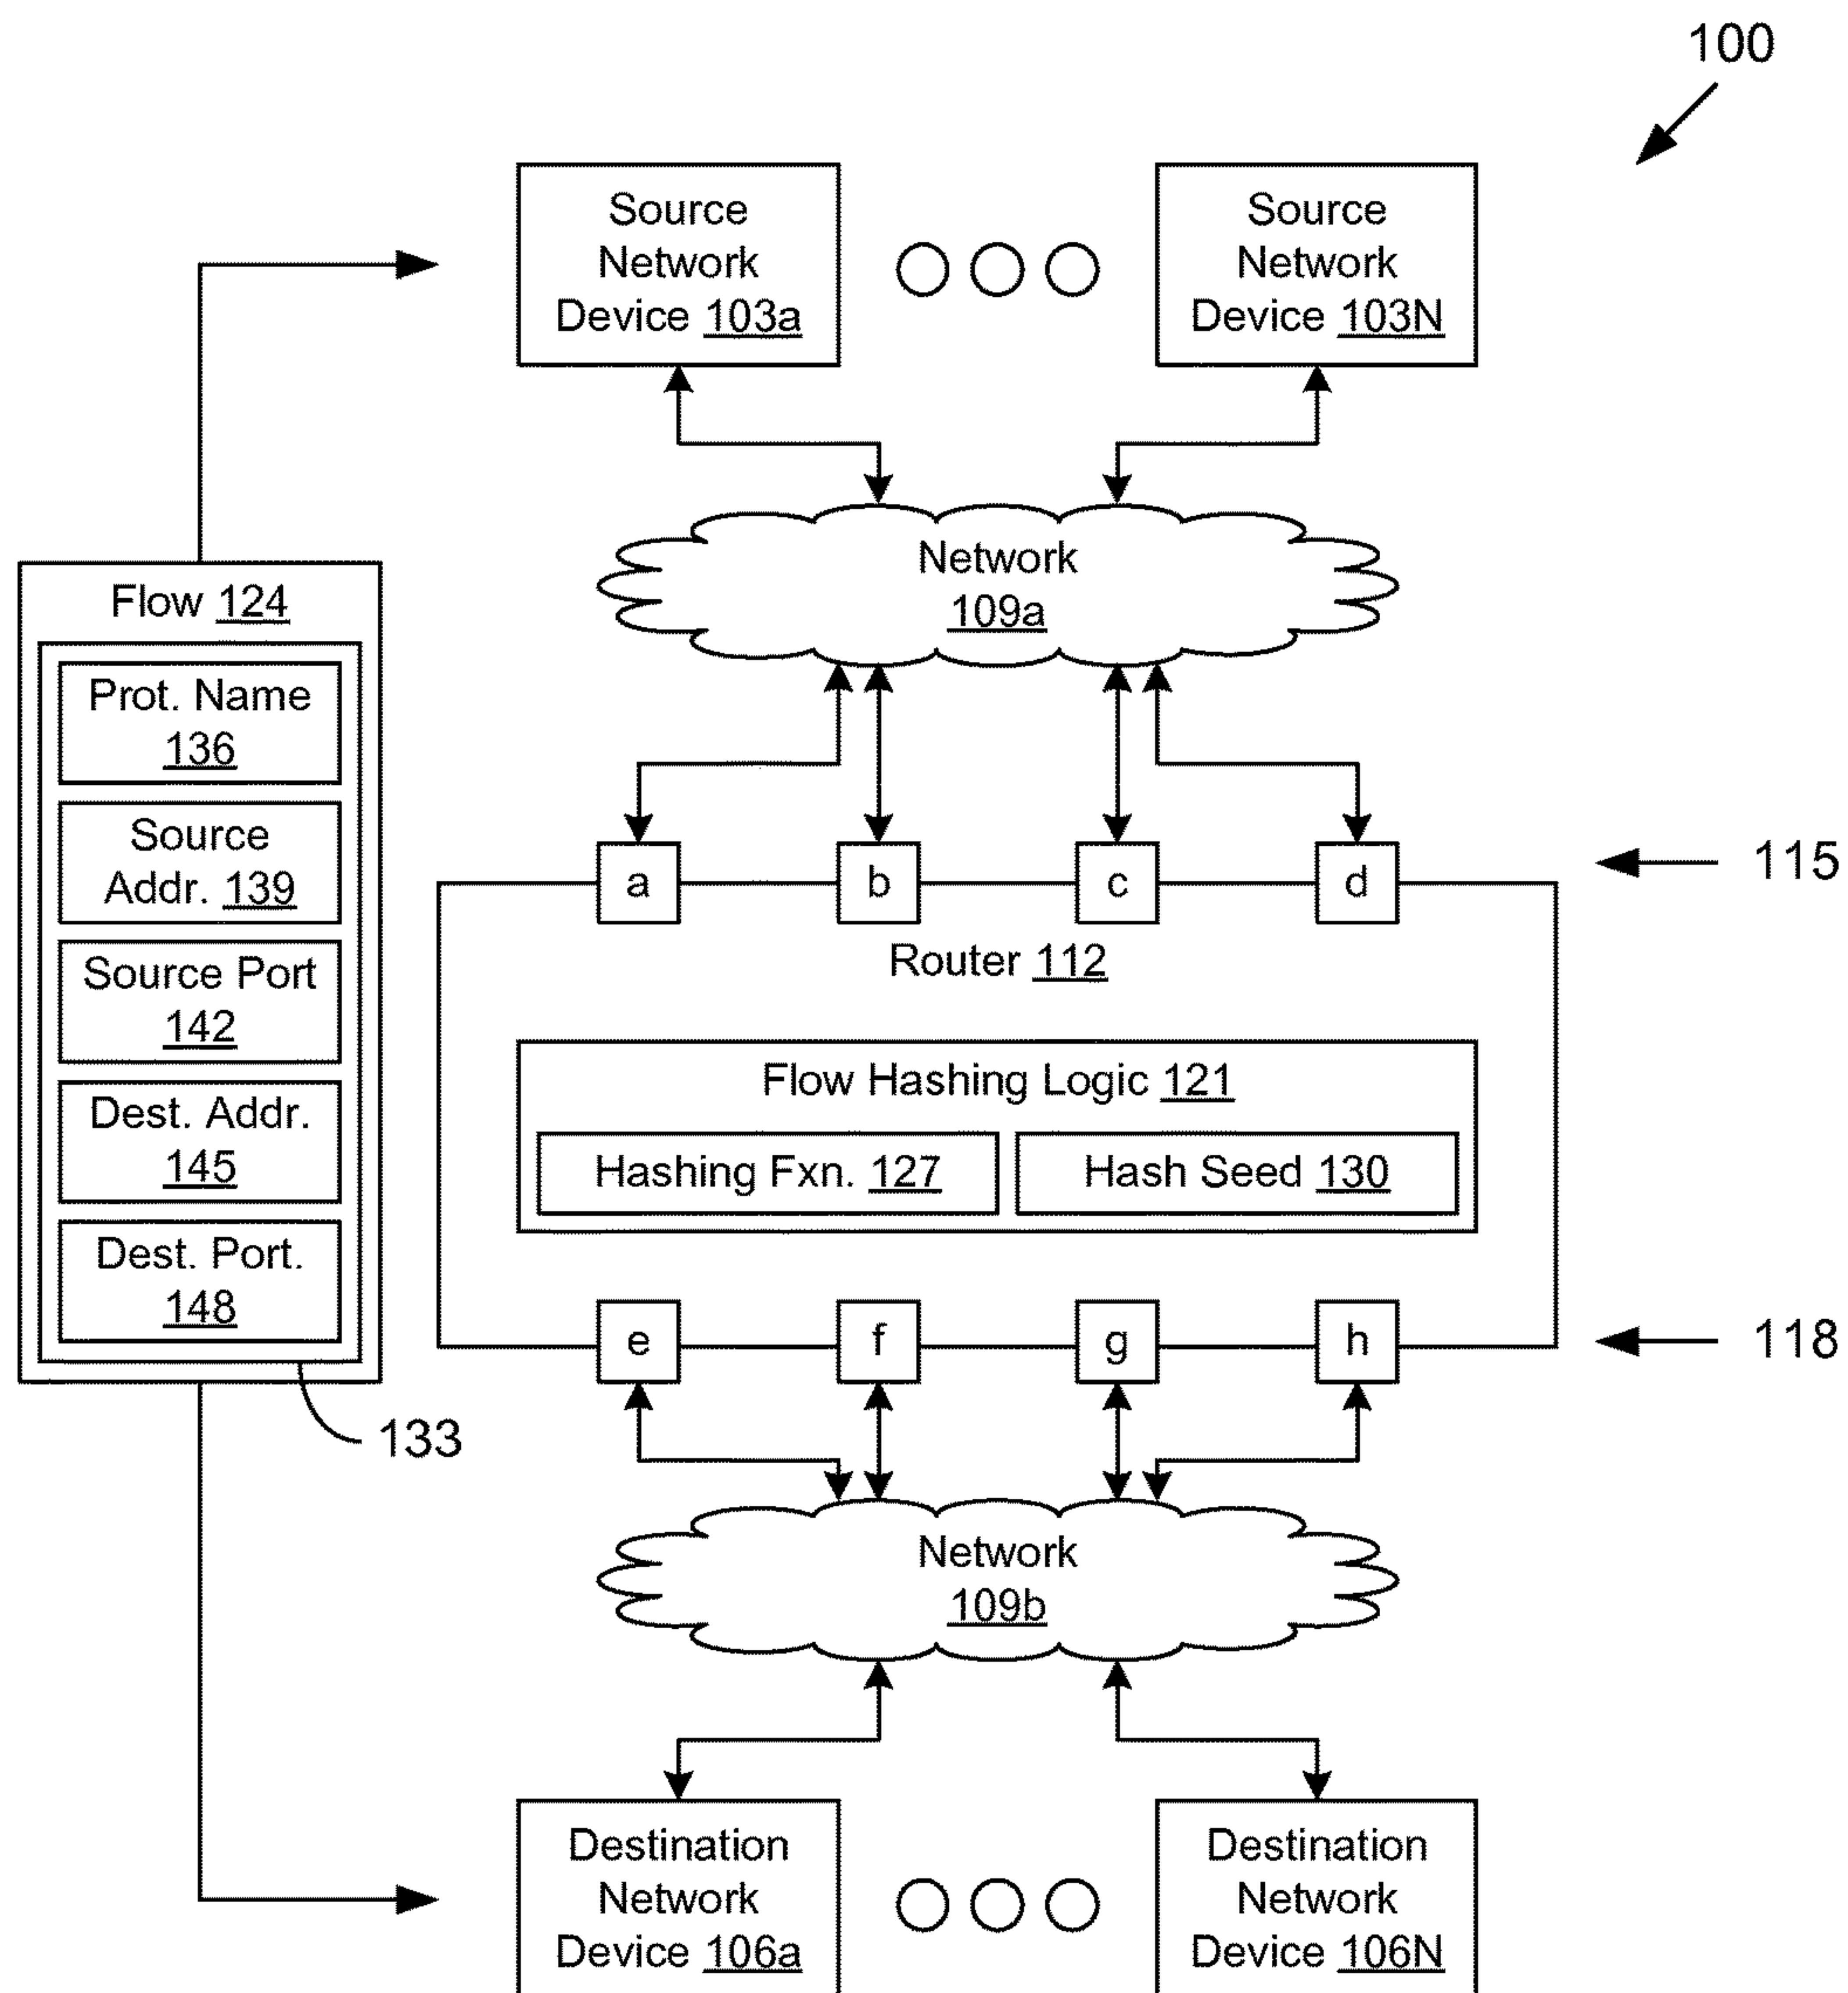 100
Source
Network
Device 103a
Source
Network
Device 103N
Network
109a
Flow 124
Prot. Name
136
Source
Addr. 139
Source Port
142
Dest. Addr.
145
Dest. Port.
148
133
a
b
c
d
115
Router 112
Flow Hashing Logic 121
Hashing Fxn. 127
Hash Seed 130
e
f
g
h
118
Network
109b
Destination
Network
Device 106a
Destination
Network
Device 106N